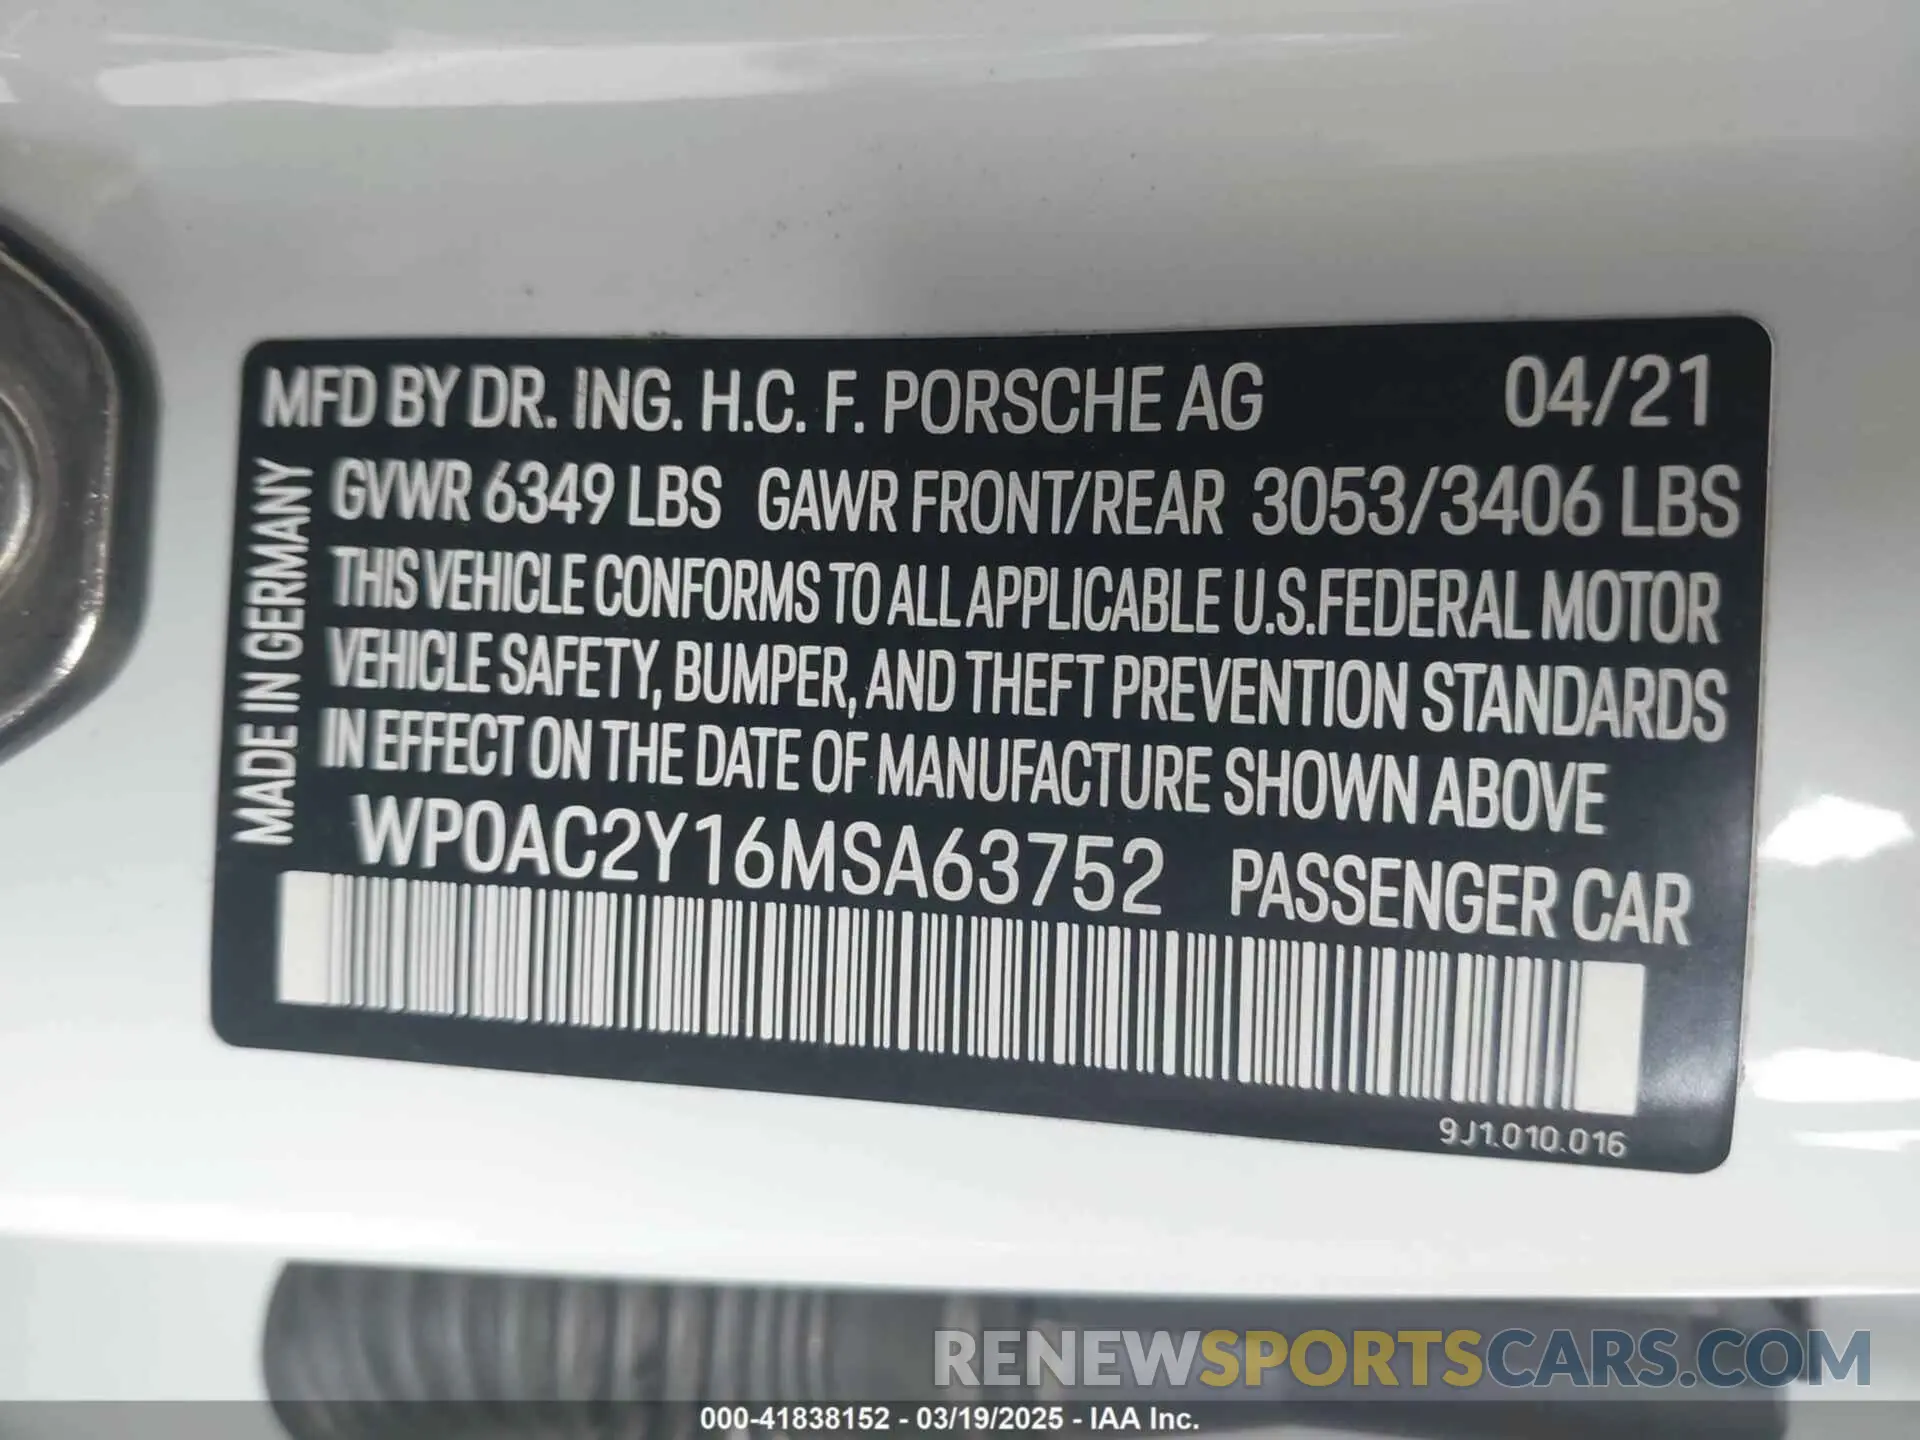 MFD BY DR. ING. H.C. F. PORSCHE AG 04/21
GVWR 6349 LBS GAWR FRONT/REAR 3053/3406 LBS
THIS VEHICLE CONFORMS TO ALL APPLICABLE U.S.FEDERAL MOTOR
VEHICLE SAFETY, BUMPER, AND THEFT PREVENTION STANDARDS
IN EFFECT ON THE DATE OF MANUFACTURE SHOWN ABOVE
WP0AC2Y16MSA63752 PASSENGER CAR
MADE IN GERMANY
9J1.010.016
RENEWSPORTSCARS.COM
000-41838152 - 03/19/2025 - IAA Inc.